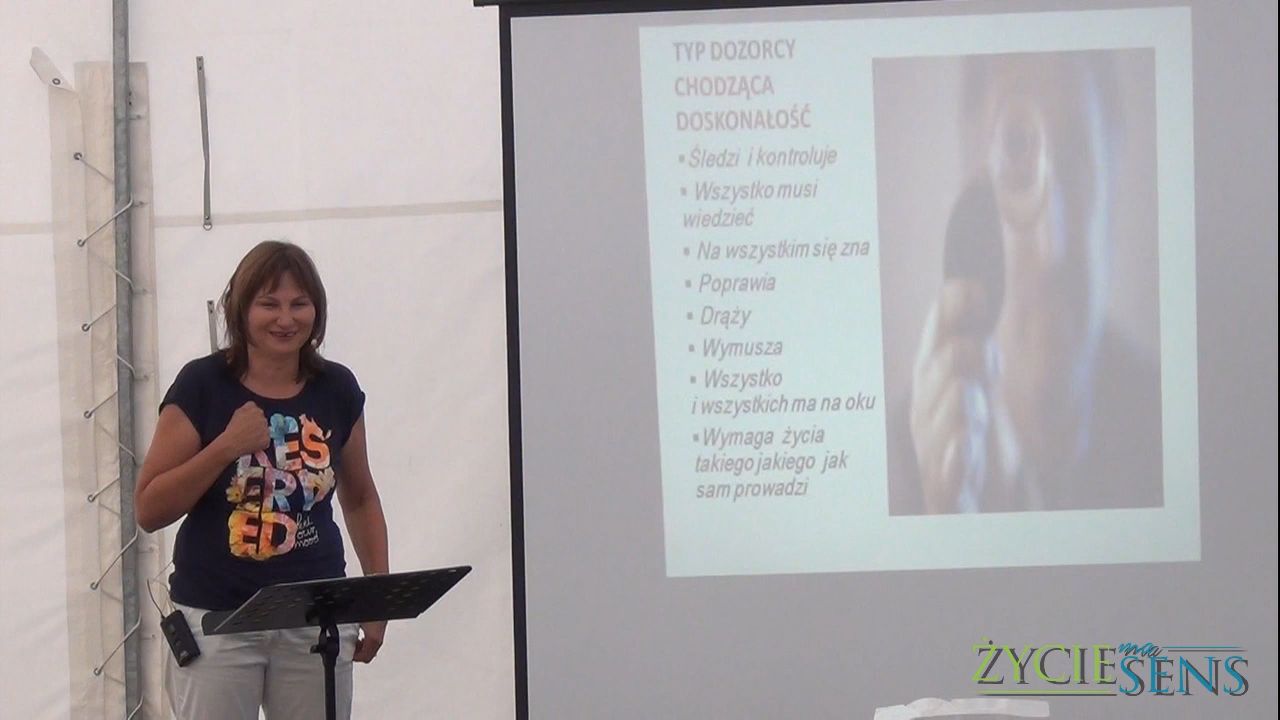 TYP DOZORCY
CHODZĄCA
DOSKONAŁOŚĆ
▪ Śledzi i kontroluje
▪ Wszystko musi
wiedzieć
▪ Na wszystkim się zna
▪ Poprawia
▪ Drąży
▪ Wymusza
▪ Wszystko
i wszystkich ma na oku
▪ Wymaga życia
takiego jakiego jak
sam prowadzi
RES
ERV
ED
ŻYCIE ma
SENS